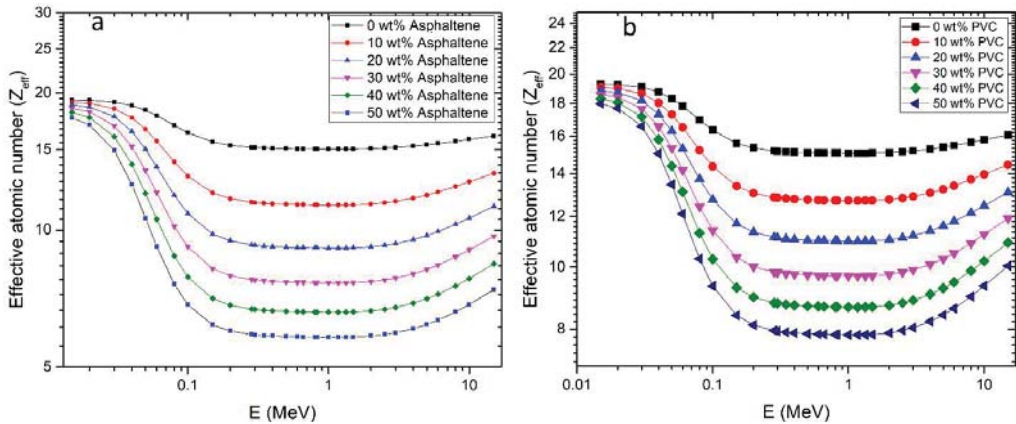 a
0 wt% Asphaltene
10 wt% Asphaltene
20 wt% Asphaltene
30 wt% Asphaltene
40 wt% Asphaltene
50 wt% Asphaltene
Effective atomic number (Zeff)
30
20
15
10
5
0.1
1
10
E (MeV)
b
0 wt% PVC
10 wt% PVC
20 wt% PVC
30 wt% PVC
40 wt% PVC
50 wt% PVC
Effective atomic number (Zeff)
24
22
20
18
16
14
12
10
8
0.01
0.1
1
10
E (MeV)